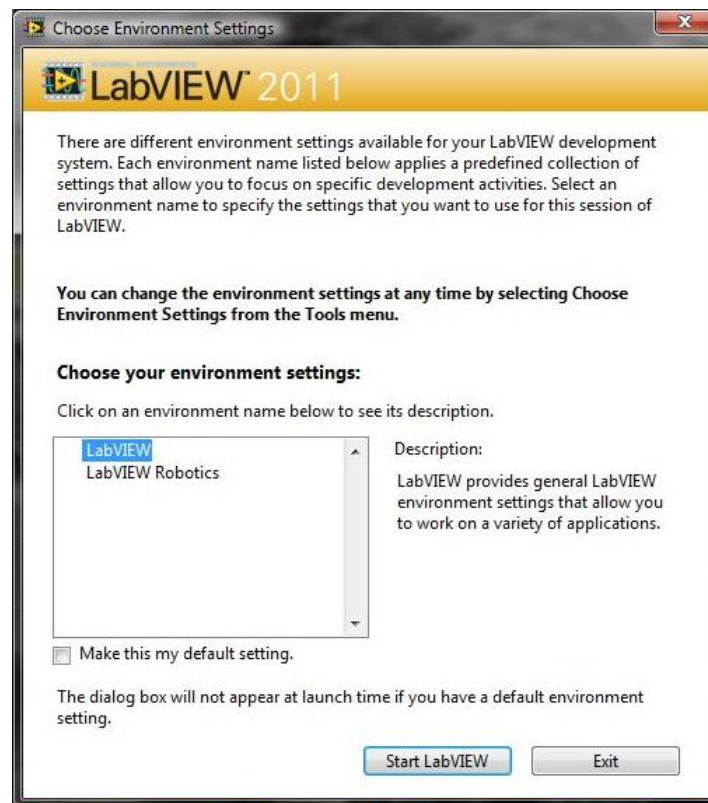 Choose Environment Settings
NATIONAL INSTRUMENTS
LabVIEW™ 2011
There are different environment settings available for your LabVIEW development
system. Each environment name listed below applies a predefined collection of
settings that allow you to focus on specific development activities. Select an
environment name to specify the settings that you want to use for this session of
LabVIEW.
You can change the environment settings at any time by selecting Choose
Environment Settings from the Tools menu.
Choose your environment settings:
Click on an environment name below to see its description.
LabVIEW
LabVIEW Robotics
Description:
LabVIEW provides general LabVIEW
environment settings that allow you
to work on a variety of applications.
Make this my default setting.
The dialog box will not appear at launch time if you have a default environment
setting.
Start LabVIEW
Exit